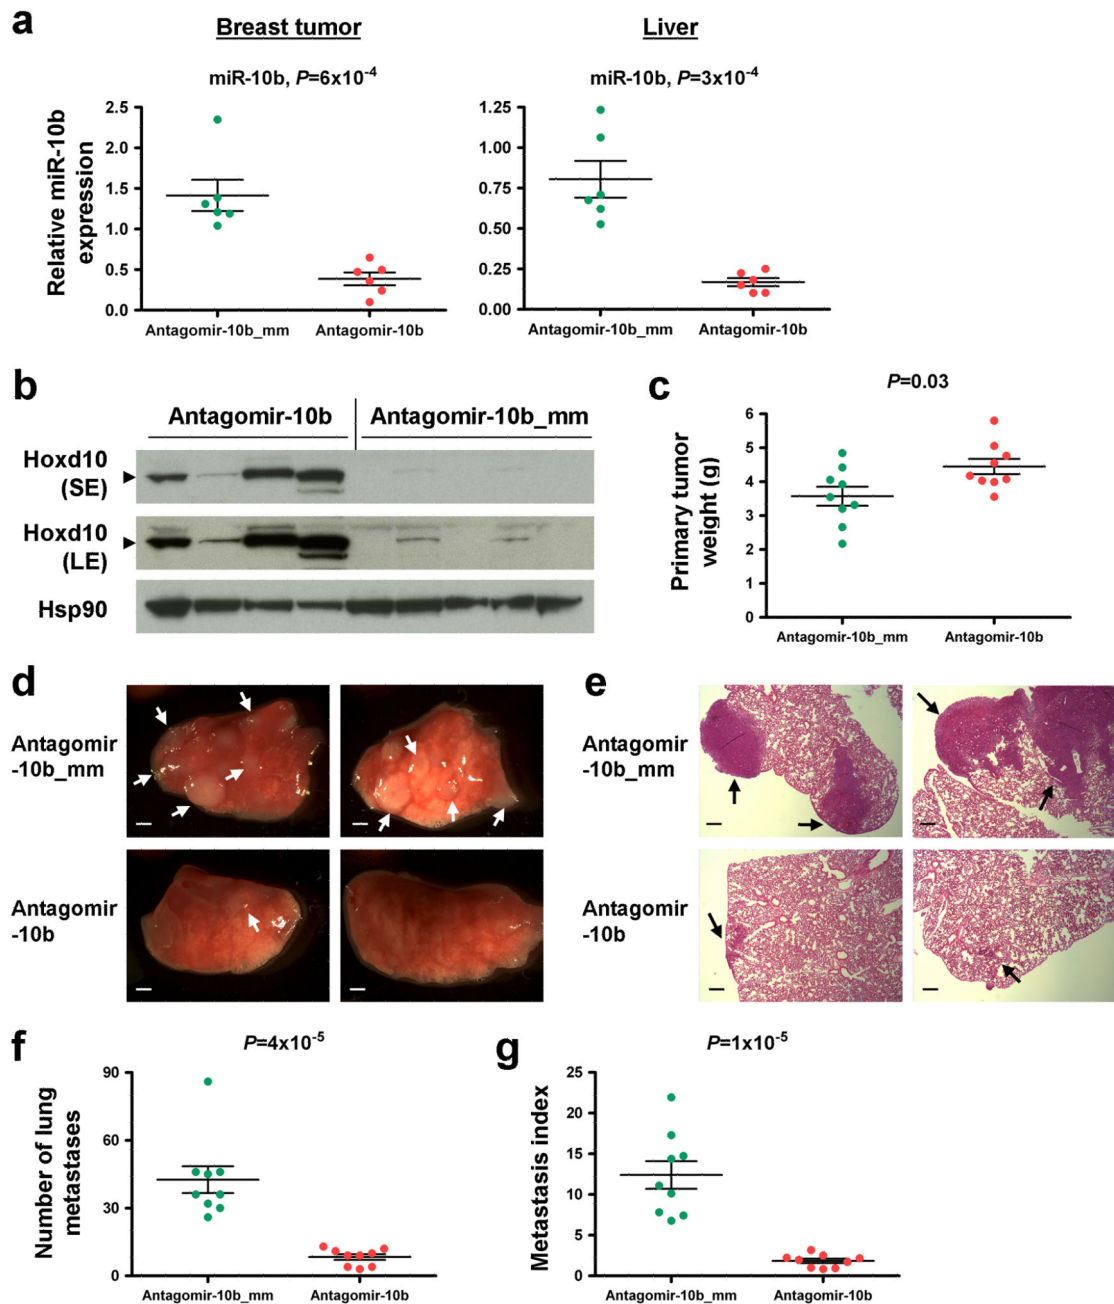 a
Breast tumor
Liver
miR-10b, P=6x10⁻⁴
miR-10b, P=3x10⁻⁴
Relative miR-10b
expression
2.5
2.0
1.5
1.0
0.5
0.0
Antagomir-10b_mm
Antagomir-10b
1.25
1.00
0.75
0.50
0.25
0.00
Antagomir-10b_mm
Antagomir-10b
b
Antagomir-10b
Antagomir-10b_mm
Hoxd10
(SE)
Hoxd10
(LE)
Hsp90
c
P=0.03
Primary tumor
weight (g)
6
5
4
3
2
1
0
Antagomir-10b_mm
Antagomir-10b
d
Antagomir
-10b_mm
Antagomir
-10b
e
Antagomir
-10b_mm
Antagomir
-10b
f
P=4x10⁻⁵
Number of lung
metastases
90
60
30
0
Antagomir-10b_mm
Antagomir-10b
g
P=1x10⁻⁵
Metastasis index
25
20
15
10
5
0
Antagomir-10b_mm
Antagomir-10b